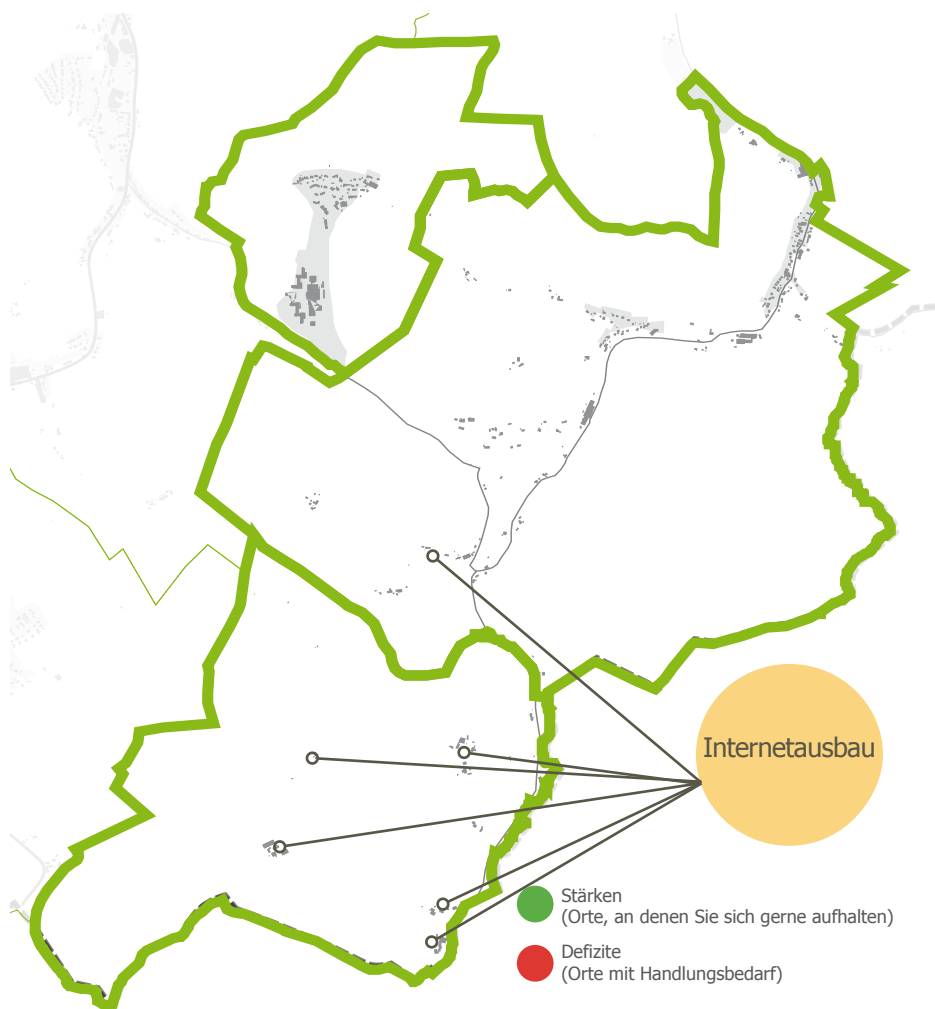 Internetausbau
Stärken
(Orte, an denen Sie sich gerne aufhalten)
Defizite
(Orte mit Handlungsbedarf)